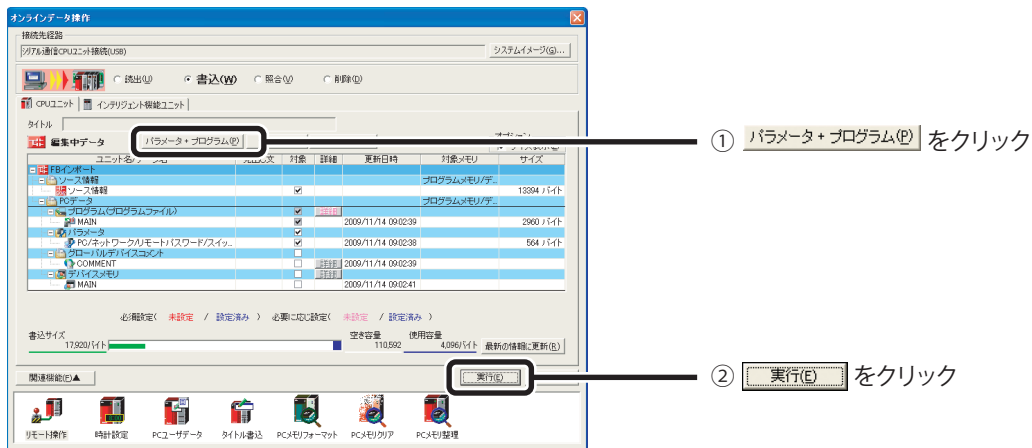 オンラインデータ操作
接続先経路
シリアル通信CPUユニット接続(USB)
システムイメージ(G)...
読出(U) 書込(W) 照合(V) 削除(D)
CPUユニット インテリジェント機能ユニット
タイトル
編集中データ パラメータ+プログラム(P)
① パラメータ+プログラム(P) をクリック
対象 詳細 更新日時 対象メモリ サイズ
FBインポート
ソース情報 プログラムメモリ/デ...
ソース情報 13394 バイト
PCデータ プログラムメモリ/デ...
プログラム(プログラムファイル) 詳細
MAIN 2009/11/14 09:02:39 2960 バイト
パラメータ
PC/ネットワーク/リモートパスワード/スイッ... 2009/11/14 09:02:38 564 バイト
グローバルデバイスコメント
COMMENT 詳細 2009/11/14 09:02:39
デバイスメモリ 詳細
MAIN 2009/11/14 09:02:41
必須設定( 未設定 / 設定済み ) 必要に応じ設定( 未設定 / 設定済み )
書込サイズ 空き容量 使用容量
17,920バイト 110,592 4,096バイト 最新の情報に更新(R)
関連機能(F)▲ 実行(E)
② 実行(E) をクリック
リモート操作 時計設定 PCユーザデータ タイトル書込 PCメモリフォーマット PCメモリクリア PCメモリ整理